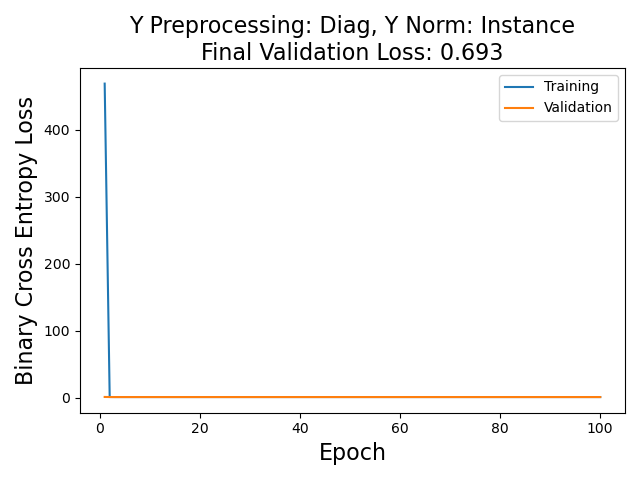 Y Preprocessing: Diag, Y Norm: Instance
Final Validation Loss: 0.693
Training
Validation
Binary Cross Entropy Loss
400
300
200
100
0
0 20 40 60 80 100
Epoch